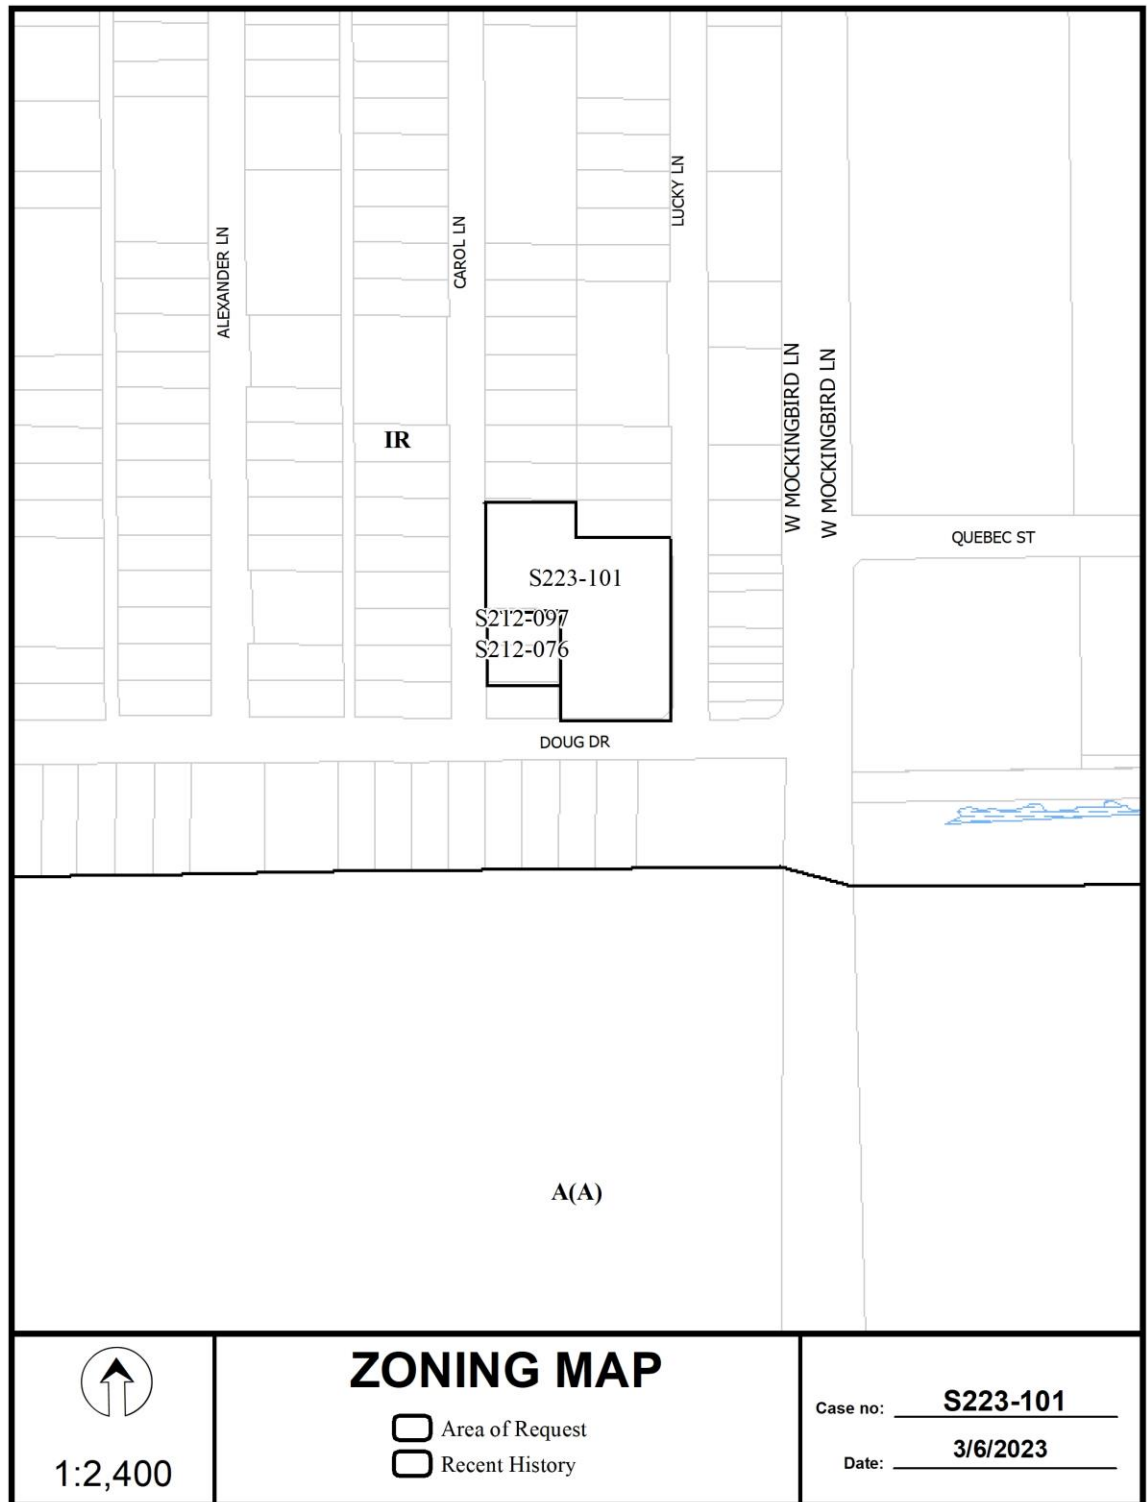 LUCKY LN
ALEXANDER LN
CAROL LN
W MOCKINGBIRD LN
W MOCKINGBIRD LN
IR
QUEBEC ST
S223-101
S212-097
S212-076
DOUG DR
A(A)
1:2,400
ZONING MAP
Area of Request
Recent History
Case no: S223-101
Date: 3/6/2023